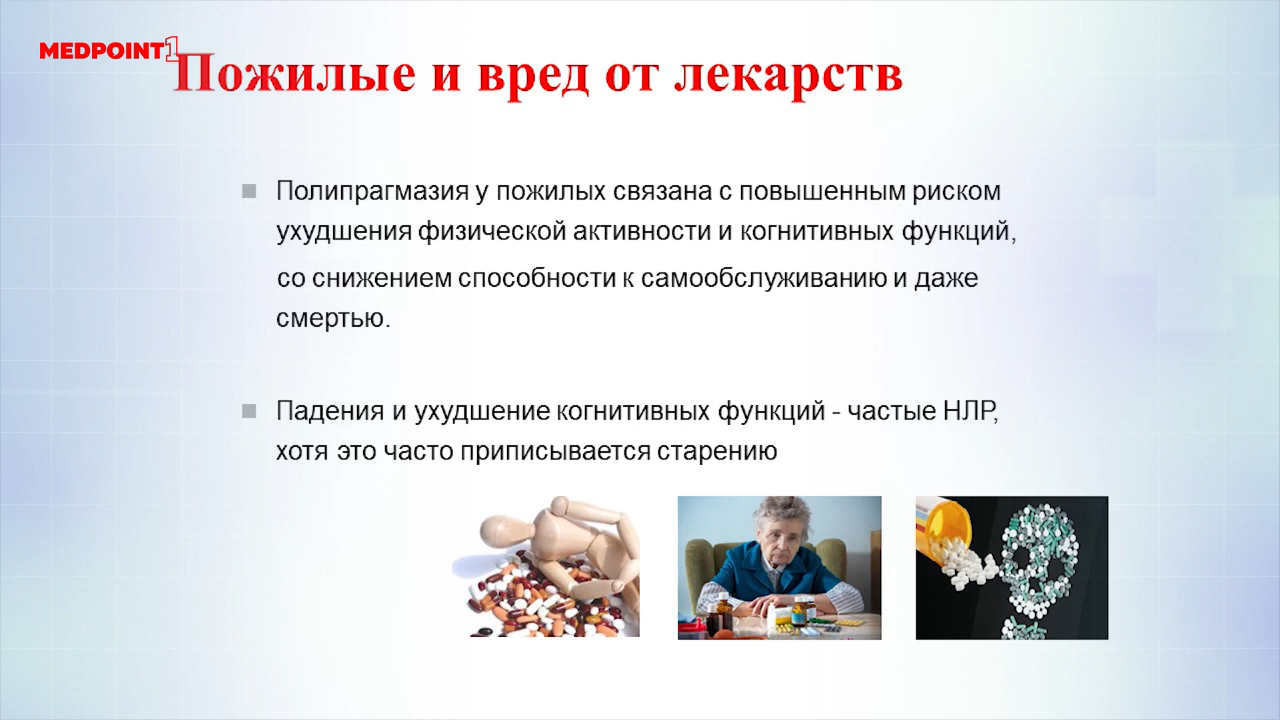 MEDPOINT1
Пожилые и вред от лекарств
Полипрагмазия у пожилых связана с повышенным риском
ухудшения физической активности и когнитивных функций,
со снижением способности к самообслуживанию и даже
смертью.
Падения и ухудшение когнитивных функций - частые НЛР,
хотя это часто приписывается старению